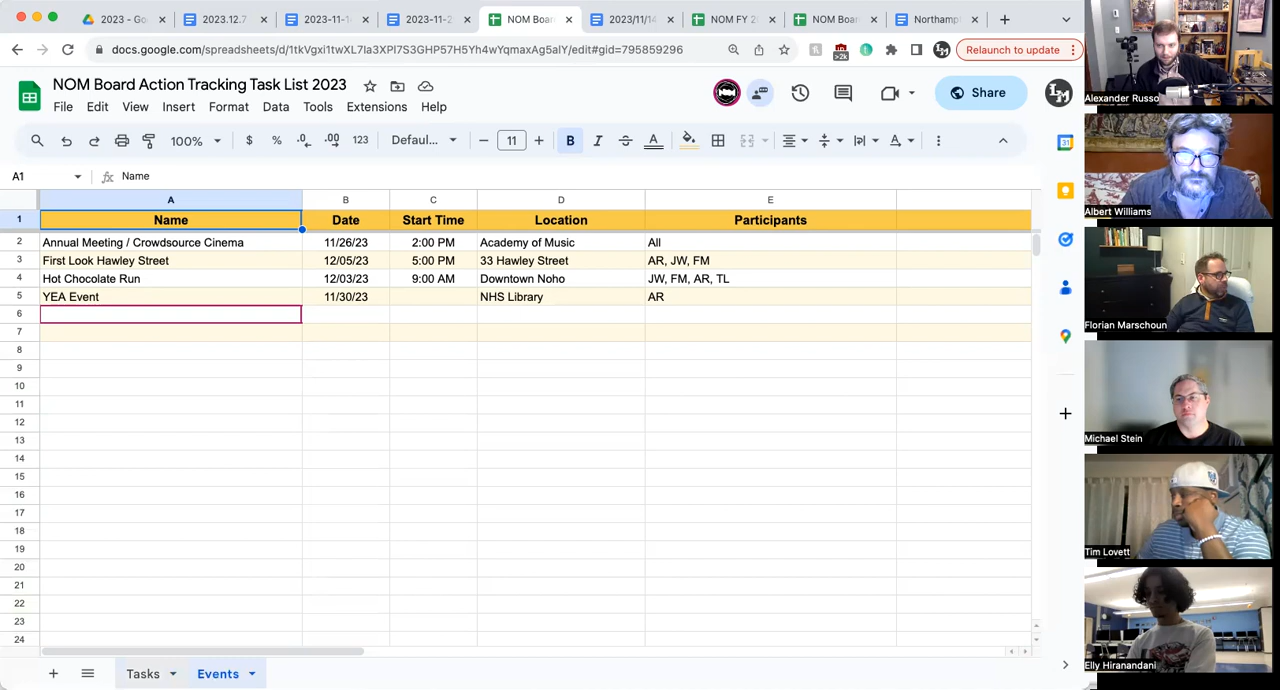 2023 - Go
2023.12.7
2023-11-1
2023-11-2
NOM Boar
2023/11/14
NOM FY 2
NOM Boar
Northamp
docs.google.com/spreadsheets/d/1tkVgxi1twXL7Ia3XPl7S3GHP57H5Yh4wYqmaxAg5aIY/edit#gid=795859296
>2k
Relaunch to update
NOM Board Action Tracking Task List 2023
File Edit View Insert Format Data Tools Extensions Help
Share
100% $ % .0 .00 123 Defaul... 11 B I S A
A1 fx Name
A B C D E
1 Name Date Start Time Location Participants
2 Annual Meeting / Crowdsource Cinema 11/26/23 2:00 PM Academy of Music All
3 First Look Hawley Street 12/05/23 5:00 PM 33 Hawley Street AR, JW, FM
4 Hot Chocolate Run 12/03/23 9:00 AM Downtown Noho JW, FM, AR, TL
5 YEA Event 11/30/23 NHS Library AR
6
7
8
9
10
11
12
13
14
15
16
17
18
19
20
21
22
23
24
Tasks Events
31
Alexander Russo
Albert Williams
Florian Marschoun
Michael Stein
Tim Lovett
Elly Hiranandani